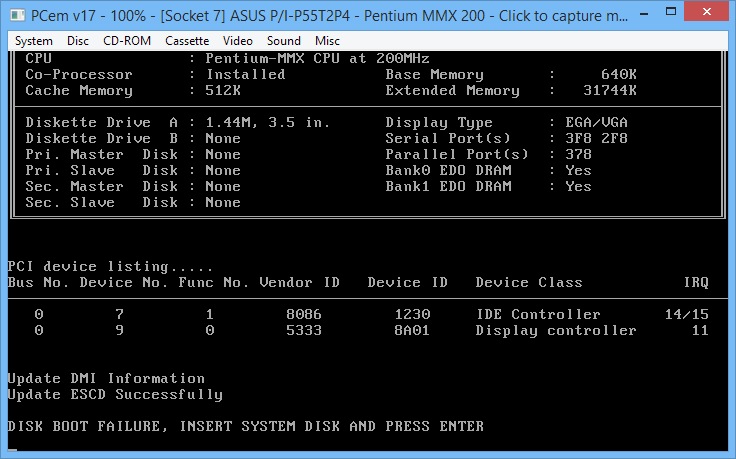 PCem v17 - 100% - [Socket 7] ASUS P/I-P55T2P4 - Pentium MMX 200 - Click to capture m...
System Disc CD-ROM Cassette Video Sound Misc
CPU : Pentium-MMX CPU at 200MHz
Co-Processor : Installed Base Memory : 640K
Cache Memory : 512K Extended Memory : 31744K
Diskette Drive A : 1.44M, 3.5 in. Display Type : EGA/VGA
Diskette Drive B : None Serial Port(s) : 3F8 2F8
Pri. Master Disk : None Parallel Port(s) : 378
Pri. Slave Disk : None Bank0 EDO DRAM : Yes
Sec. Master Disk : None Bank1 EDO DRAM : Yes
Sec. Slave Disk : None
PCI device listing.....
Bus No. Device No. Func No. Vendor ID Device ID Device Class IRQ
0 7 1 8086 1230 IDE Controller 14/15
0 9 0 5333 8A01 Display controller 11
Update DMI Information
Update ESCD Successfully
DISK BOOT FAILURE, INSERT SYSTEM DISK AND PRESS ENTER